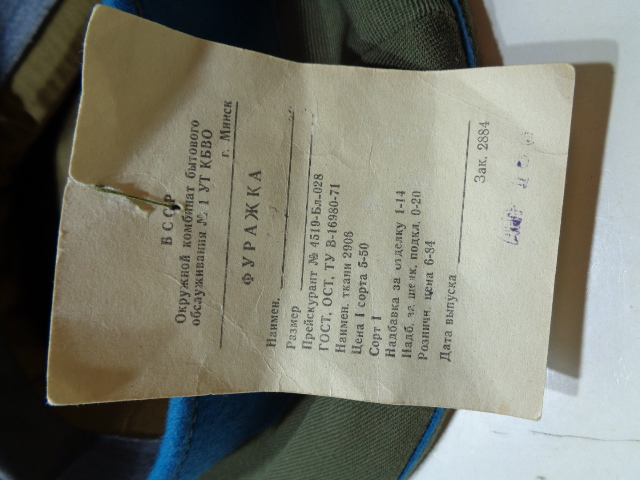 БССР
Окружной комбинат бытового
обслуживания № 1 УТ КБВО
г. Минск
ФУРАЖКА
Наимен.
Размер
Прейскурант № 4519-Бл-028
ГОСТ, ОСТ, ТУ В-16980-71
Наимен. ткани 2908
Цена I сорта 5-50
Сорт I
Надбавка за отделку 1-14
Надб. за шелк. подкл. 0-20
Розничн. цена 6-84
Дата выпуска
Зак. 2884